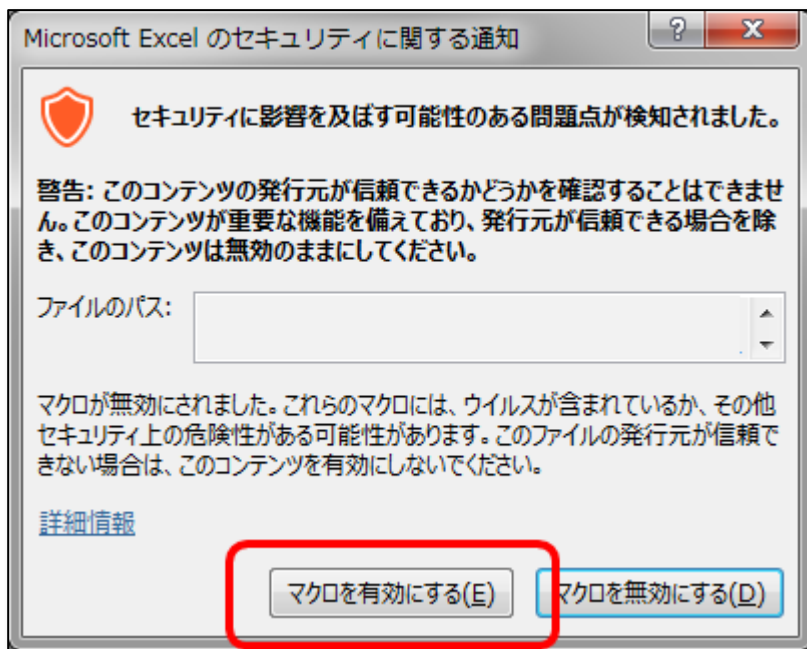 Microsoft Excel のセキュリティに関する通知
セキュリティに影響を及ぼす可能性のある問題点が検知されました。
警告: このコンテンツの発行元が信頼できるかどうかを確認することはできませ
ん。このコンテンツが重要な機能を備えており、発行元が信頼できる場合を除
き、このコンテンツは無効のままにしてください。
ファイルのパス:
マクロが無効にされました。これらのマクロには、ウイルスが含まれているか、その他
セキュリティ上の危険性がある可能性があります。このファイルの発行元が信頼で
きない場合は、このコンテンツを有効にしないでください。
詳細情報
マクロを有効にする(E) マクロを無効にする(D)